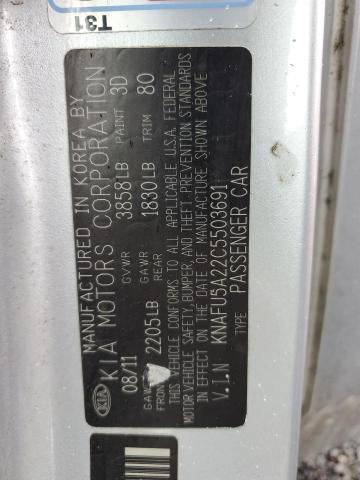 T31
MANUFACTURED IN KOREA BY
KIA KIA MOTORS CORPORATION
08/11 GVWR 3858LB PAINT 3D
GAWR FRONT 2205LB GAWR REAR 1830LB TRIM 80
THIS VEHICLE CONFORMS TO ALL APPLICABLE U.S.A. FEDERAL
MOTOR VEHICLE SAFETY, BUMPER, AND THEFT-PREVENTION STANDARDS
IN EFFECT ON THE DATE OF MANUFACTURE SHOWN ABOVE
V.I.N KNAFU5A22C5503691
TYPE PASSENGER CAR